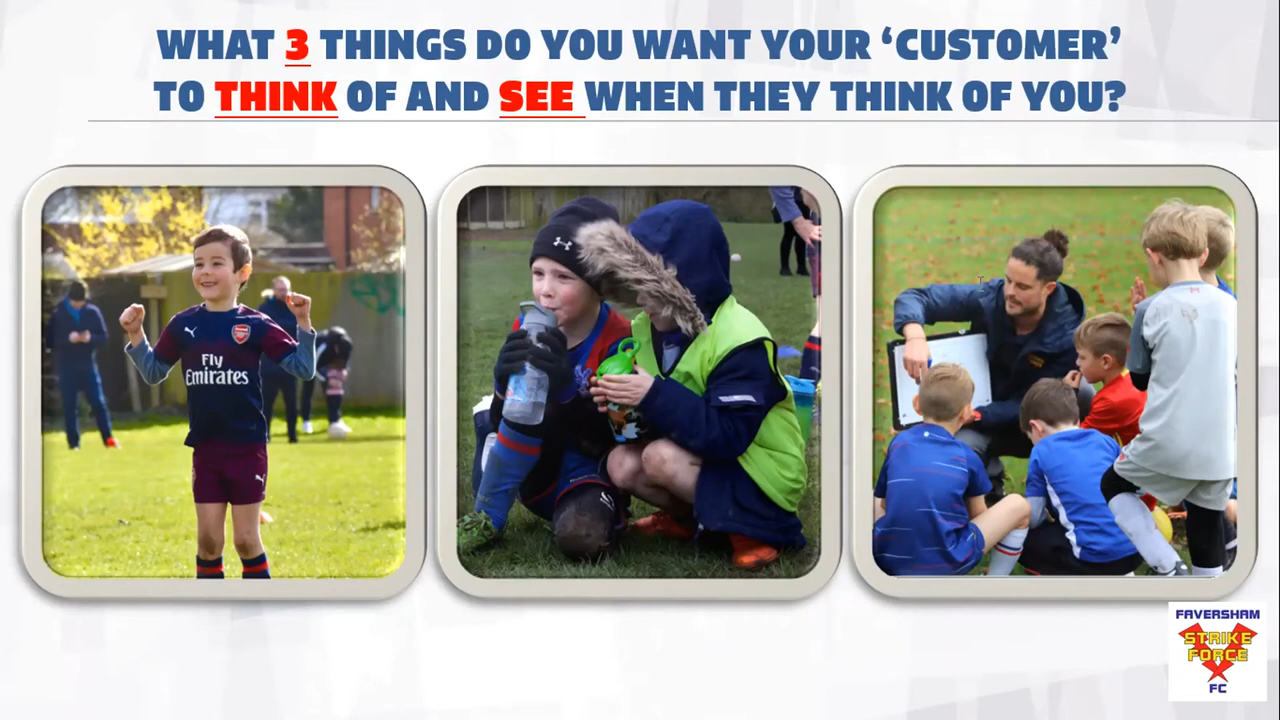 WHAT 3 THINGS DO YOU WANT YOUR ‘CUSTOMER’
TO THINK OF AND SEE WHEN THEY THINK OF YOU?
Arsenal
Fly
Emirates
FAVERSHAM
STRIKE
FORCE
FC